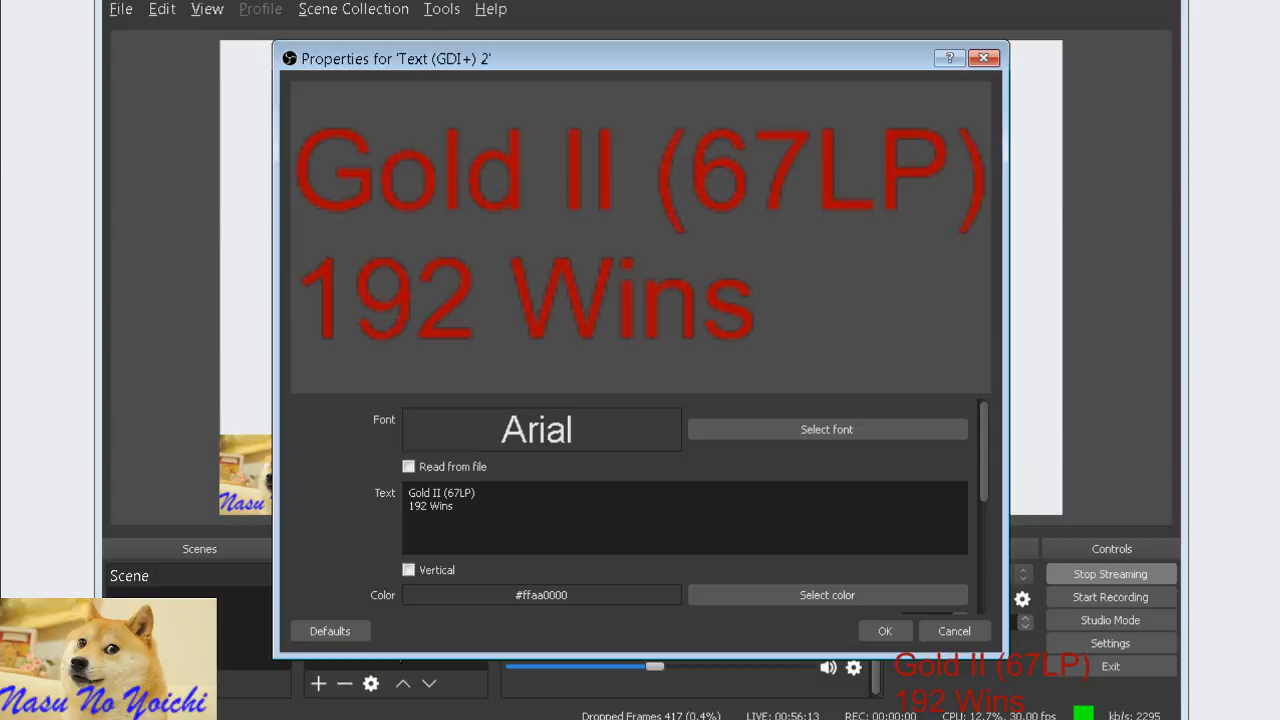 File Edit View Profile Scene Collection Tools Help
Properties for 'Text (GDI+) 2'
?
Gold II (67LP)
192 Wins
Font
Arial
Select font
Read from file
Text
Gold II (67LP)
192 Wins
Vertical
Color
#ffaa0000
Select color
Defaults
OK
Cancel
Nasu
Scenes
Scene
Controls
Stop Streaming
Start Recording
Studio Mode
Settings
Exit
Gold II (67LP)
192 Wins
Nasu No Yoichi
Dropped Frames 417 (0.4%) LIVE: 00:56:13 REC: 00:00:00 CPU: 12.7%, 30.00 fps kb/s: 2295